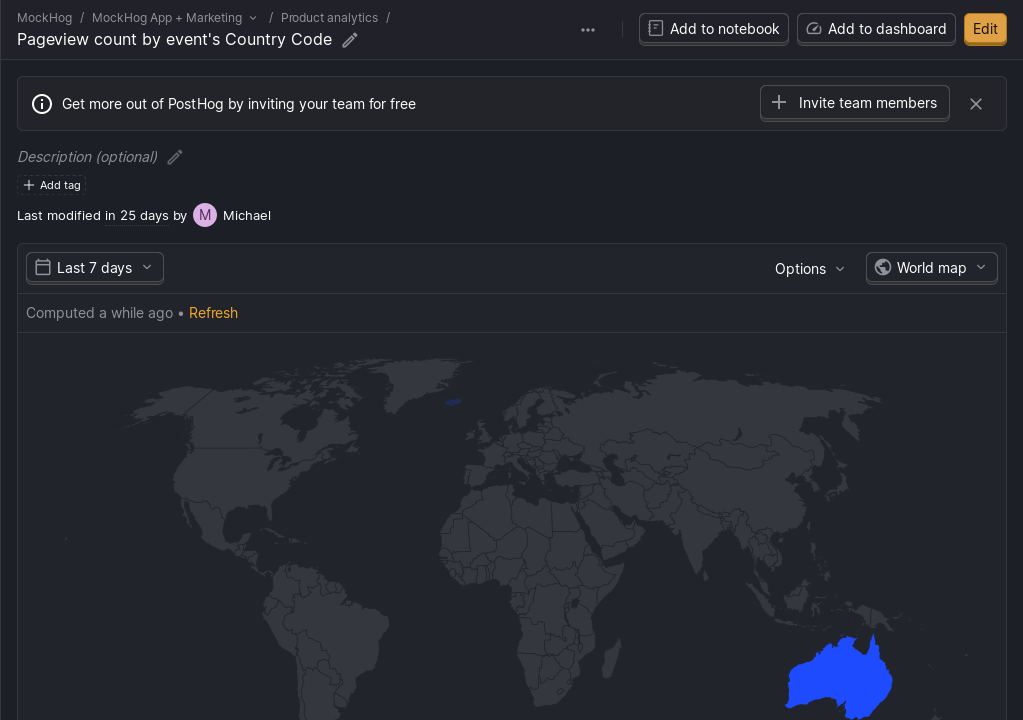 MockHog / MockHog App + Marketing / Product analytics /
Pageview count by event's Country Code
Add to notebook
Add to dashboard
Edit
Get more out of PostHog by inviting your team for free
Invite team members
Description (optional)
Add tag
Last modified in 25 days by M Michael
Last 7 days
Options
World map
Computed a while ago • Refresh